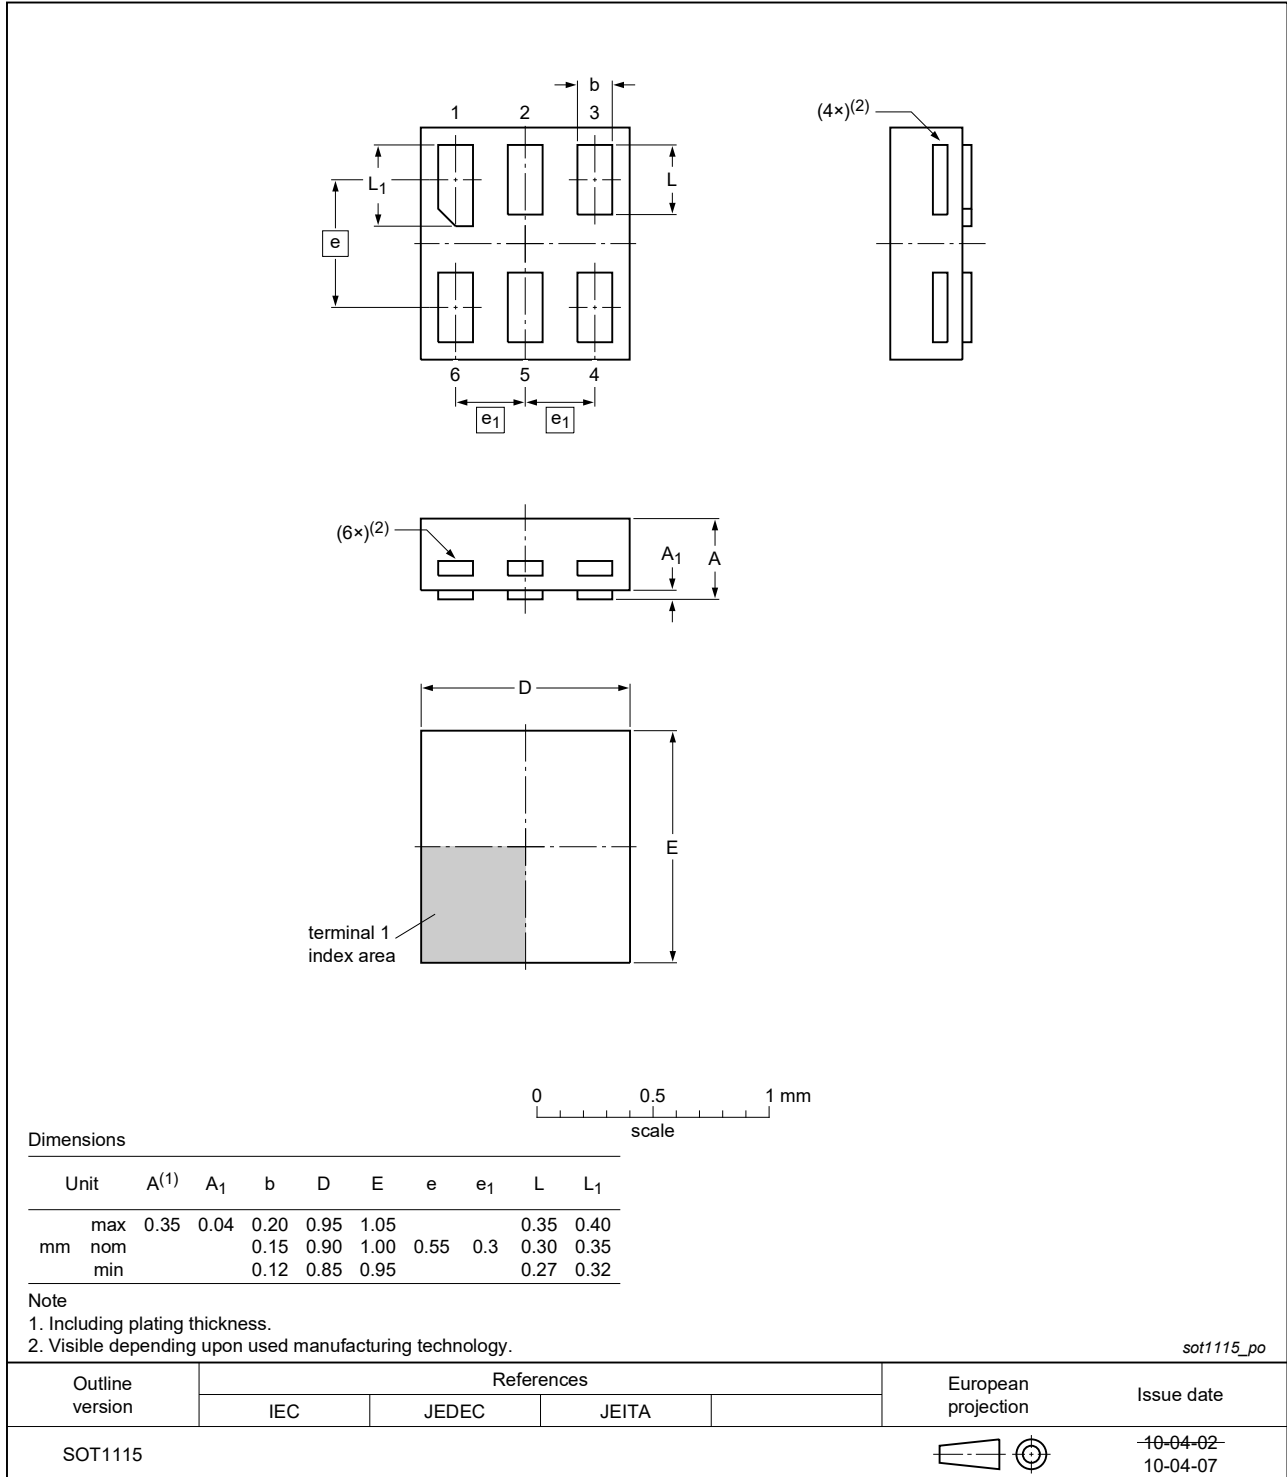 b
1 2 3
(4×)(2)
L1
L
e
6 5 4
e1 e1
(6×)(2)
A1 A
D
E
terminal 1
index area
0 0.5 1 mm
scale
Dimensions
Unit A(1) A1 b D E e e1 L L1
max 0.35 0.04 0.20 0.95 1.05 0.35 0.40
mm nom 0.15 0.90 1.00 0.55 0.3 0.30 0.35
min 0.12 0.85 0.95 0.27 0.32
Note
1. Including plating thickness.
2. Visible depending upon used manufacturing technology.
sot1115_po
Outline
version
References
IEC JEDEC JEITA
European
projection
Issue date
SOT1115
10-04-02
10-04-07